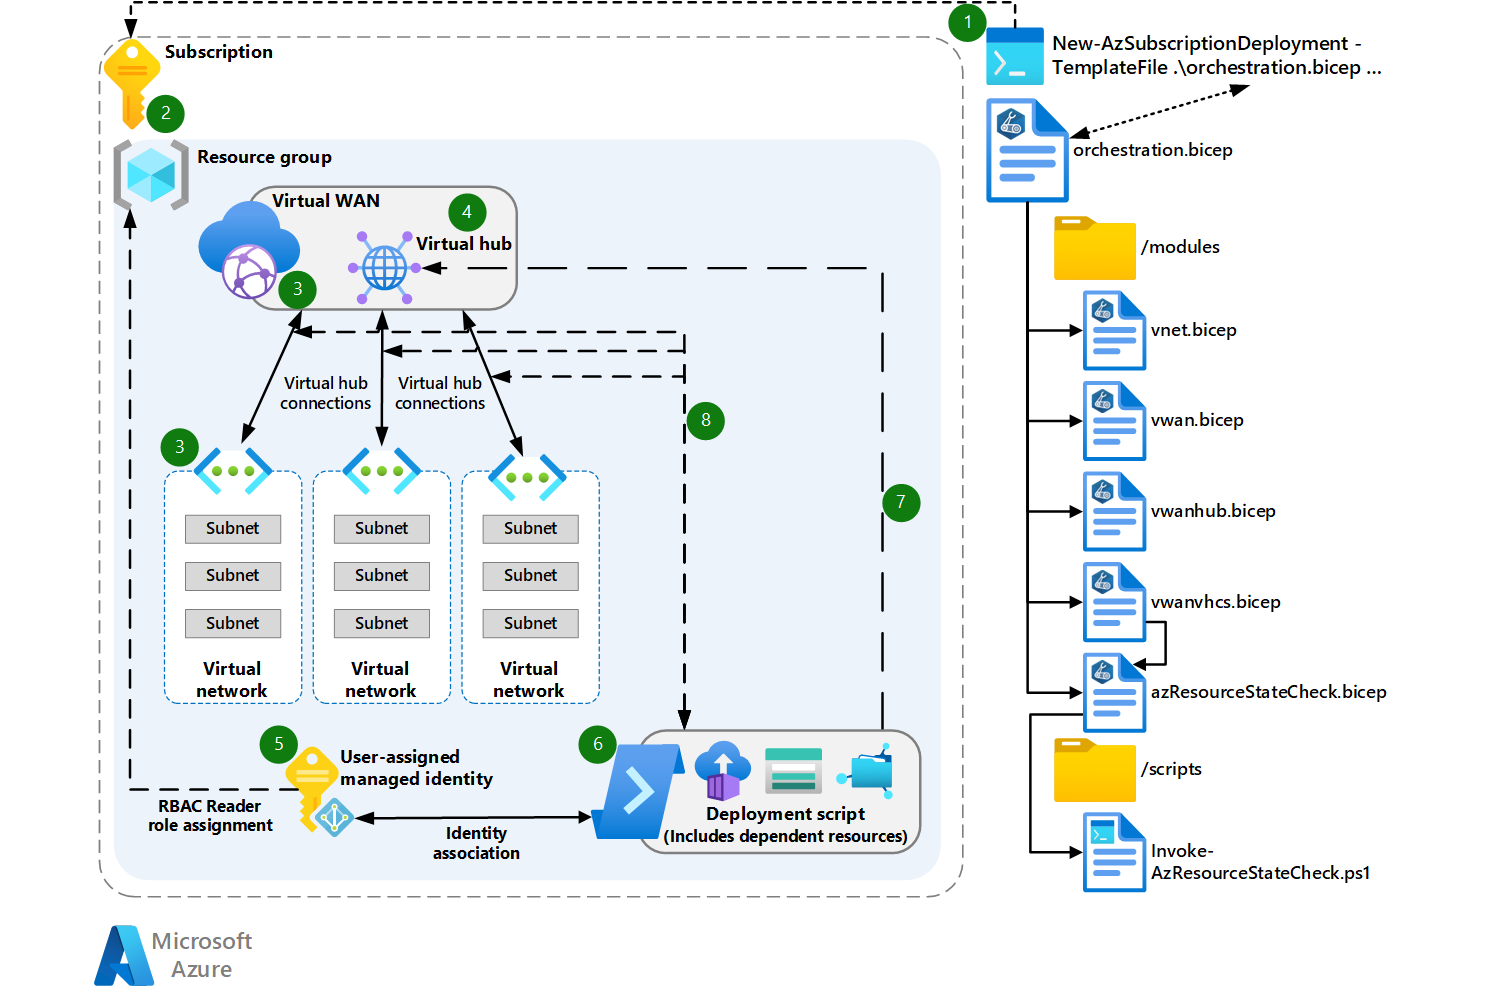 1
New-AzSubscriptionDeployment -
TemplateFile .\orchestration.bicep ...
Subscription
2
orchestration.bicep
Resource group
Virtual WAN
4
Virtual hub
3
/modules
vnet.bicep
Virtual hub
connections
Virtual hub
connections
8
vwan.bicep
3
7
vwanhub.bicep
Subnet
Subnet
Subnet
Virtual
network
Subnet
Subnet
Subnet
Virtual
network
Subnet
Subnet
Subnet
Virtual
network
vwanvhcs.bicep
azResourceStateCheck.bicep
5
User-assigned
managed identity
RBAC Reader
role assignment
Identity
association
6
Deployment script
(Includes dependent resources)
/scripts
Invoke-
AzResourceStateCheck.ps1
Microsoft
Azure